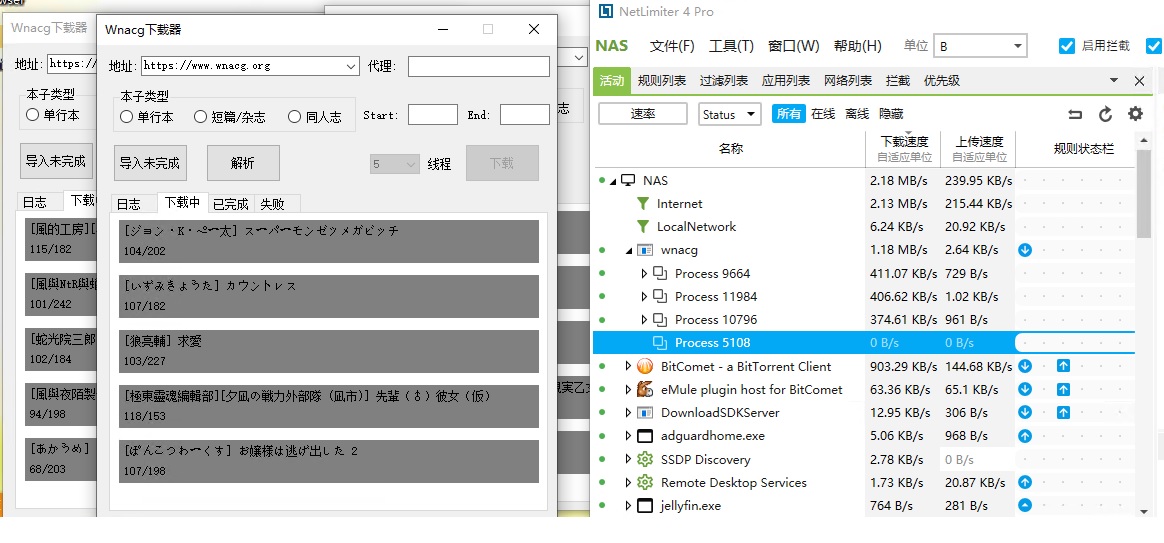 wser
Wnacg下载器
地址: https:/
本子类型
单行本
导入未完成
日志
下载
[風的工房][
115/182
[風與NtR與蛸
101/242
[蛇光院三郎
102/184
[風與夜陌製
94/198
[あかうめ]
68/203
志
現実乙女
Wnacg下载器
地址: https://www.wnacg.org
代理:
本子类型
单行本
短篇/杂志
同人志
Start:
End:
导入未完成
解析
5
线程
下载
日志
下载中
已完成
失败
[ジョン・K・ペー太] スーパーモンゼツメガビッチ
104/202
[いずみきょうた] カウントレス
107/182
[狼亮輔] 求愛
103/227
[極東靈魂編輯部][夕凪の戦力外部隊 (凪市)] 先輩(♂)彼女(仮)
118/153
[ぽんこつわーくす] お嬢様は逃げ出した 2
107/198
NetLimiter 4 Pro
NAS 文件(F) 工具(T) 窗口(W) 帮助(H) 单位 B 启用拦截
活动 规则列表 过滤列表 应用列表 网络列表 拦截 优先级
速率 Status 所有 在线 离线 隐藏
名称 下载速度 上传速度 规则状态栏
自适应单位 自适应单位
NAS 2.18 MB/s 239.95 KB/s
Internet 2.13 MB/s 215.44 KB/s
LocalNetwork 6.24 KB/s 20.92 KB/s
wnacg 1.18 MB/s 2.64 KB/s
Process 9664 411.07 KB/s 729 B/s
Process 11984 406.62 KB/s 1.02 KB/s
Process 10796 374.61 KB/s 961 B/s
Process 5108 0 B/s 0 B/s
BitComet - a BitTorrent Client 903.29 KB/s 144.68 KB/s
eMule plugin host for BitComet 63.36 KB/s 65.1 KB/s
DownloadSDKServer 12.95 KB/s 306 B/s
adguardhome.exe 5.06 KB/s 968 B/s
SSDP Discovery 2.78 KB/s 0 B/s
Remote Desktop Services 1.73 KB/s 20.87 KB/s
jellyfin.exe 764 B/s 281 B/s